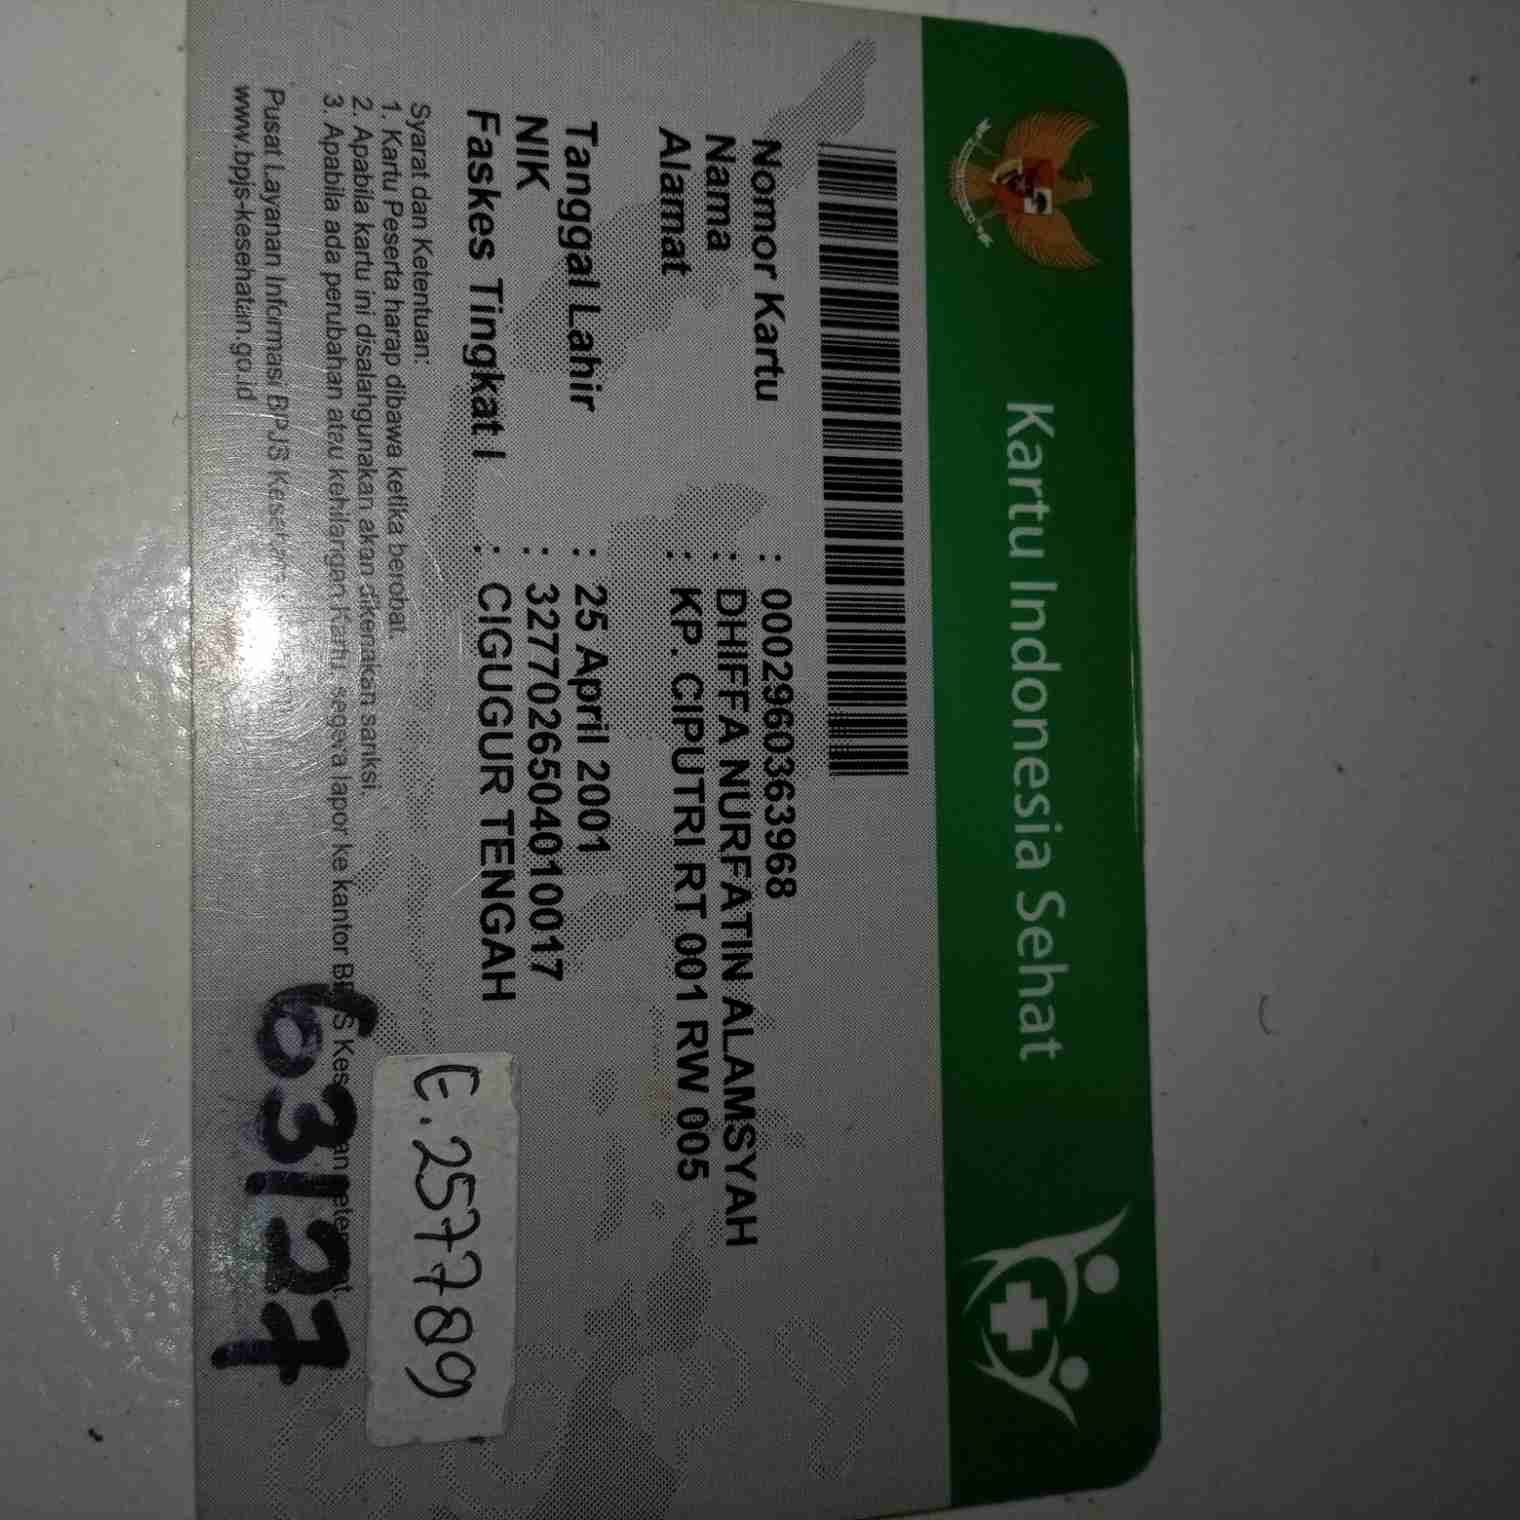 Kartu Indonesia Sehat
Nomor Kartu : 0002960363968
Nama : DHIFFA NURFATIN ALAMSYAH
Alamat : KP. CIPUTRI RT 001 RW 005
Tanggal Lahir : 25 April 2001
NIK : 3277026504010017
Faskes Tingkat I : CIGUGUR TENGAH
Syarat dan Ketentuan:
1. Kartu Peserta harap dibawa ketika berobat.
2. Apabila kartu ini disalahgunakan akan dikenakan sanksi.
3. Apabila ada perubahan atau kehilangan Kartu, segera lapor ke kantor BPJS Kesehatan
Pusat Layanan Informasi BPJS Kesehatan
www.bpjs-kesehatan.go.id
E.257789
63127